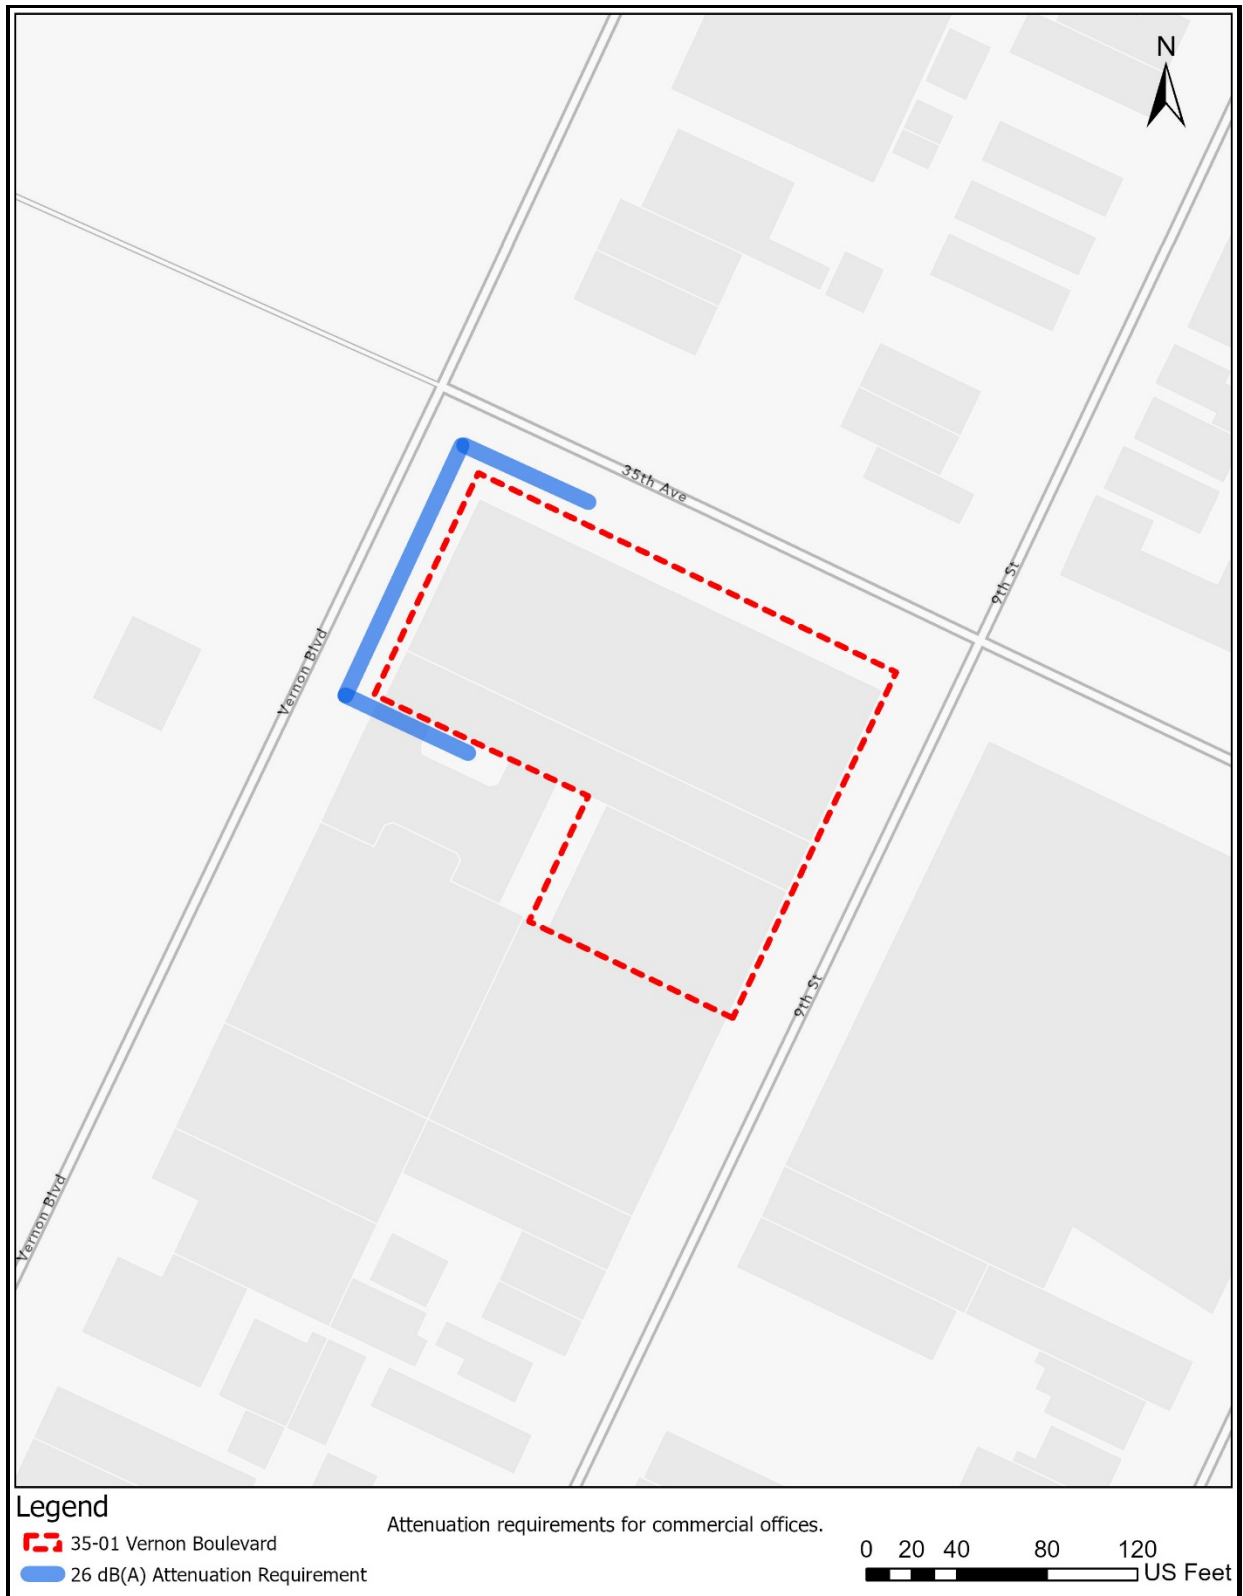 N
35th Ave
9th St
Vernon Blvd
9th St
Vernon Blvd
Legend
35-01 Vernon Boulevard
26 dB(A) Attenuation Requirement
Attenuation requirements for commercial offices.
0 20 40 80 120
US Feet